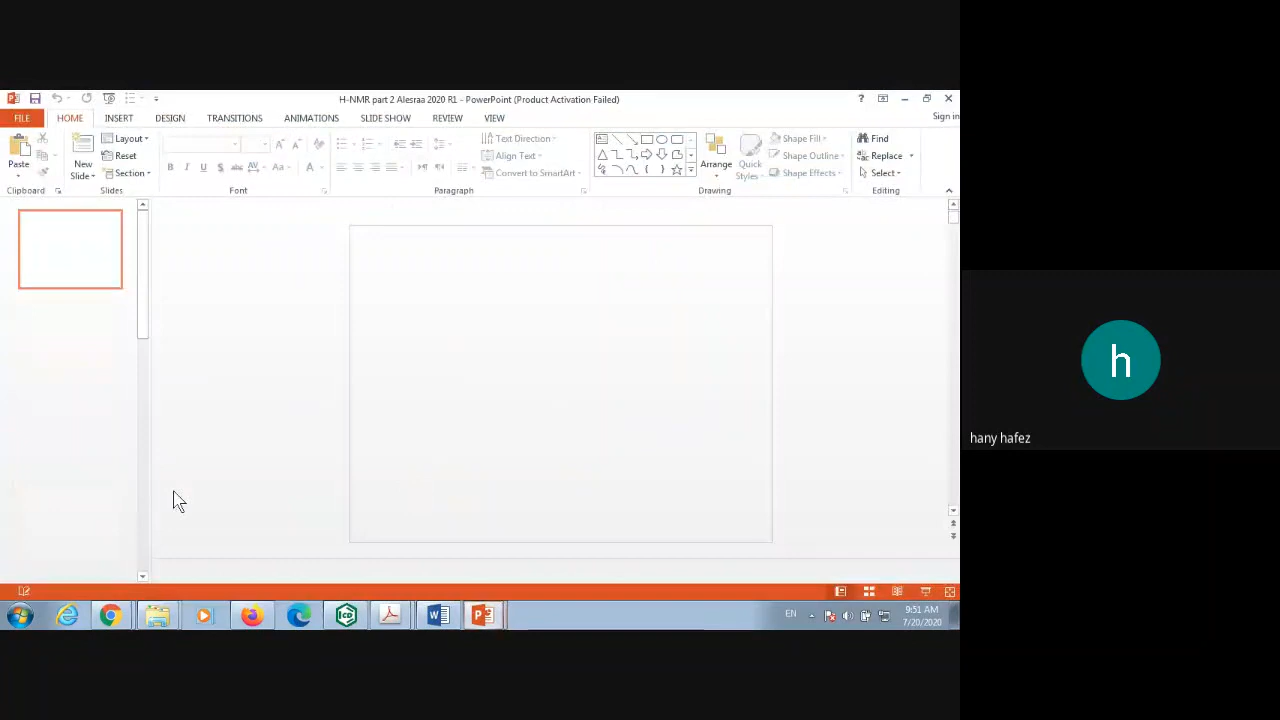 H-NMR part 2 Alesraa 2020 R1 - PowerPoint (Product Activation Failed)
FILE HOME INSERT DESIGN TRANSITIONS ANIMATIONS SLIDE SHOW REVIEW VIEW Sign in
Paste
Clipboard
New Slide
Layout
Reset
Section
Slides
B I U S abc AV Aa A
Font
Text Direction
Align Text
Convert to SmartArt
Paragraph
Arrange
Quick Styles
Shape Fill
Shape Outline
Shape Effects
Drawing
Find
Replace
Select
Editing
h
hany hafez
EN
9:51 AM
7/20/2020